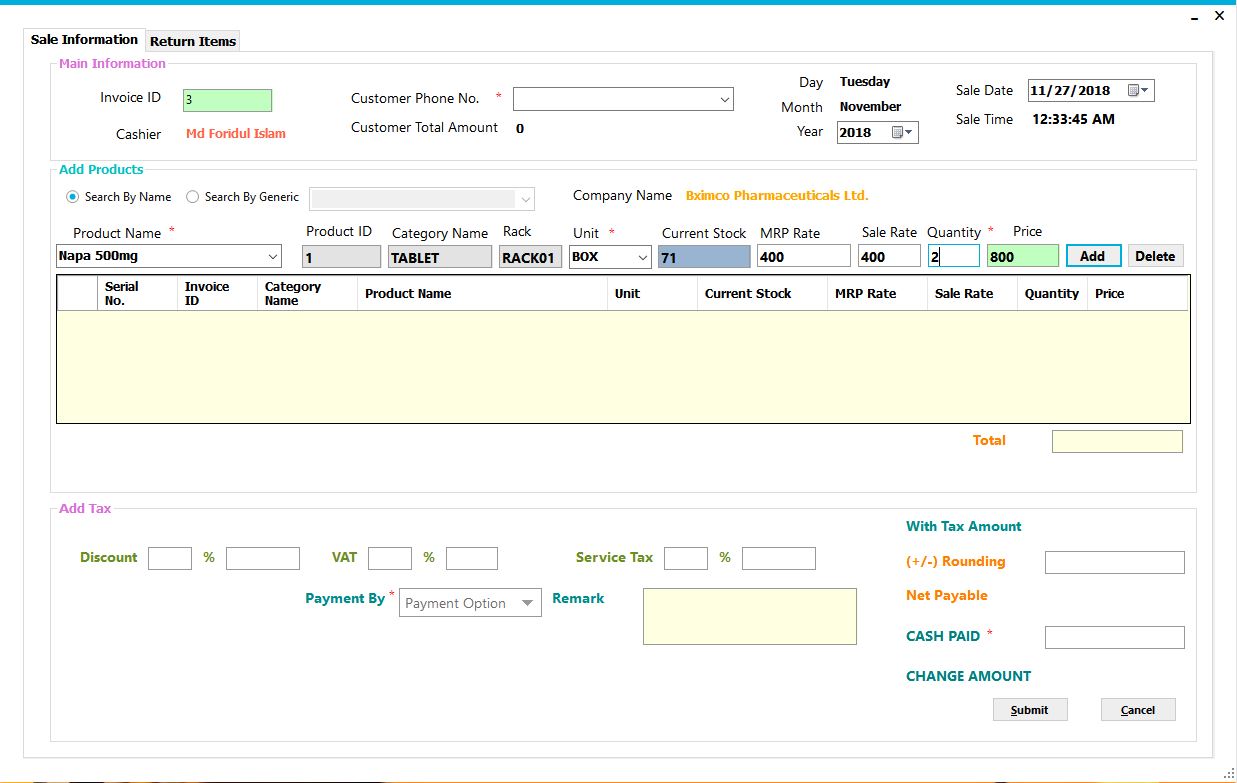 Sale Information Return Items
Main Information
Invoice ID 3 Customer Phone No. * Day Tuesday Sale Date 11/27/2018
Cashier Md Foridul Islam Customer Total Amount 0 Month November Sale Time 12:33:45 AM
Year 2018
Add Products
Search By Name Search By Generic Company Name Bximco Pharmaceuticals Ltd.
Product Name * Product ID Category Name Rack Unit * Current Stock MRP Rate Sale Rate Quantity * Price
Napa 500mg 1 TABLET RACK01 BOX 71 400 400 2 800 Add Delete
Serial No. Invoice ID Category Name Product Name Unit Current Stock MRP Rate Sale Rate Quantity Price
Total
Add Tax
With Tax Amount
Discount % VAT % Service Tax % (+/-) Rounding
Payment By * Payment Option Remark Net Payable
CASH PAID *
CHANGE AMOUNT
Submit Cancel